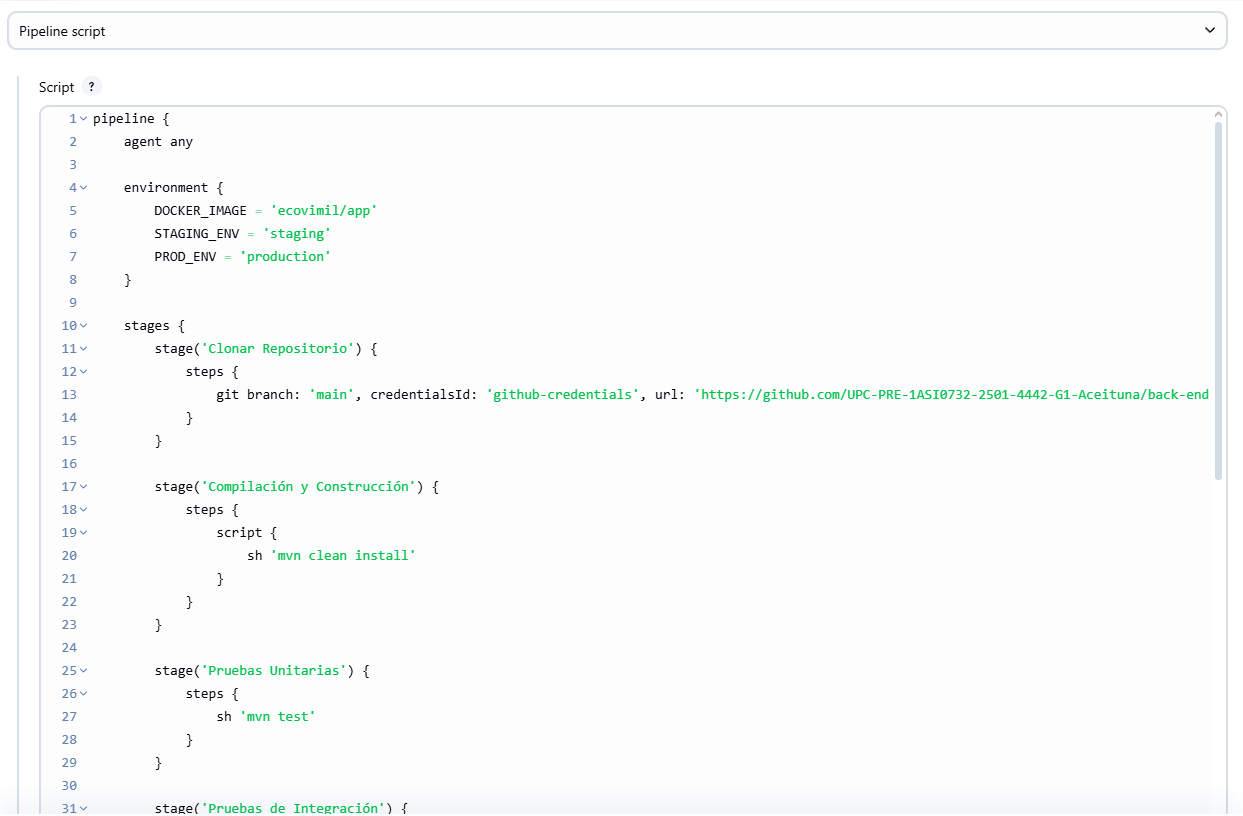 Pipeline script
Script ?
1 pipeline {
2     agent any
3
4     environment {
5         DOCKER_IMAGE = 'ecovimil/app'
6         STAGING_ENV = 'staging'
7         PROD_ENV = 'production'
8     }
9
10     stages {
11         stage('Clonar Repositorio') {
12             steps {
13                 git branch: 'main', credentialsId: 'github-credentials', url: 'https://github.com/UPC-PRE-1ASI0732-2501-4442-G1-Aceituna/back-end
14             }
15         }
16
17         stage('Compilación y Construcción') {
18             steps {
19                 script {
20                     sh 'mvn clean install'
21                 }
22             }
23         }
24
25         stage('Pruebas Unitarias') {
26             steps {
27                 sh 'mvn test'
28             }
29         }
30
31         stage('Pruebas de Integración') {